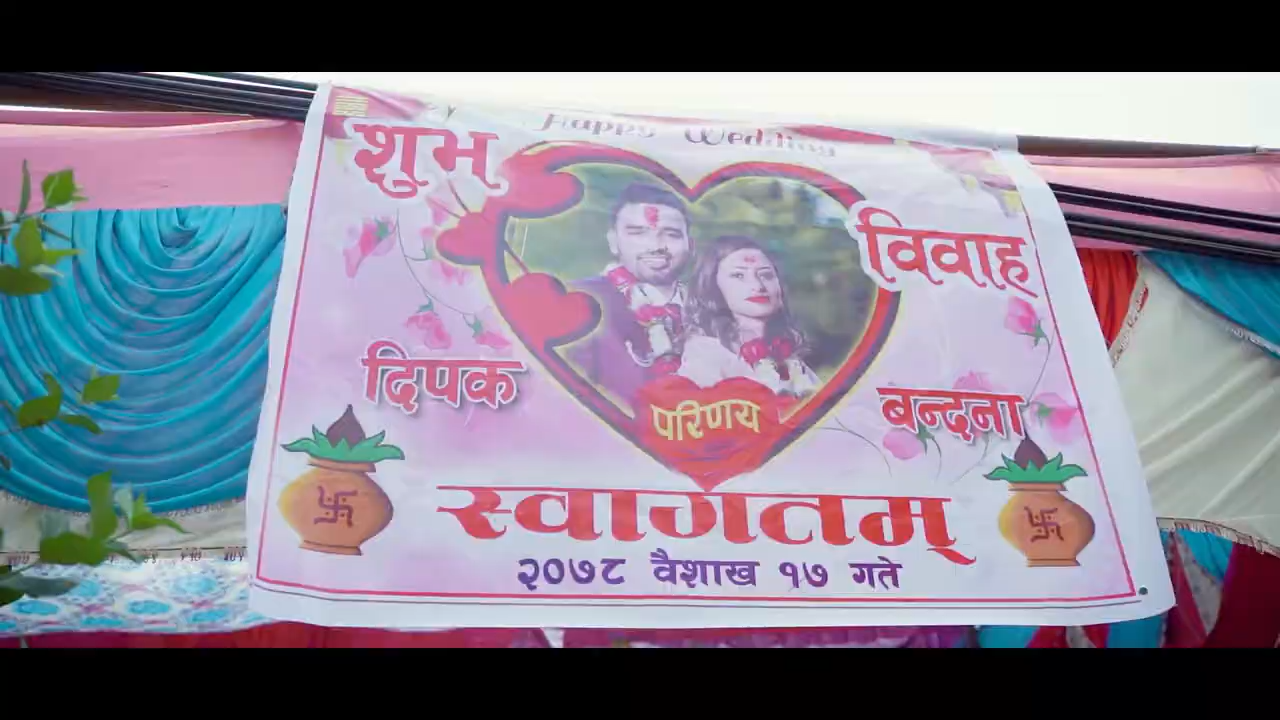 Happy Wedding
शुभ
विवाह
दिपक
बन्दना
परिणय
स्वागतम्
२०७८ वैशाख १७ गते